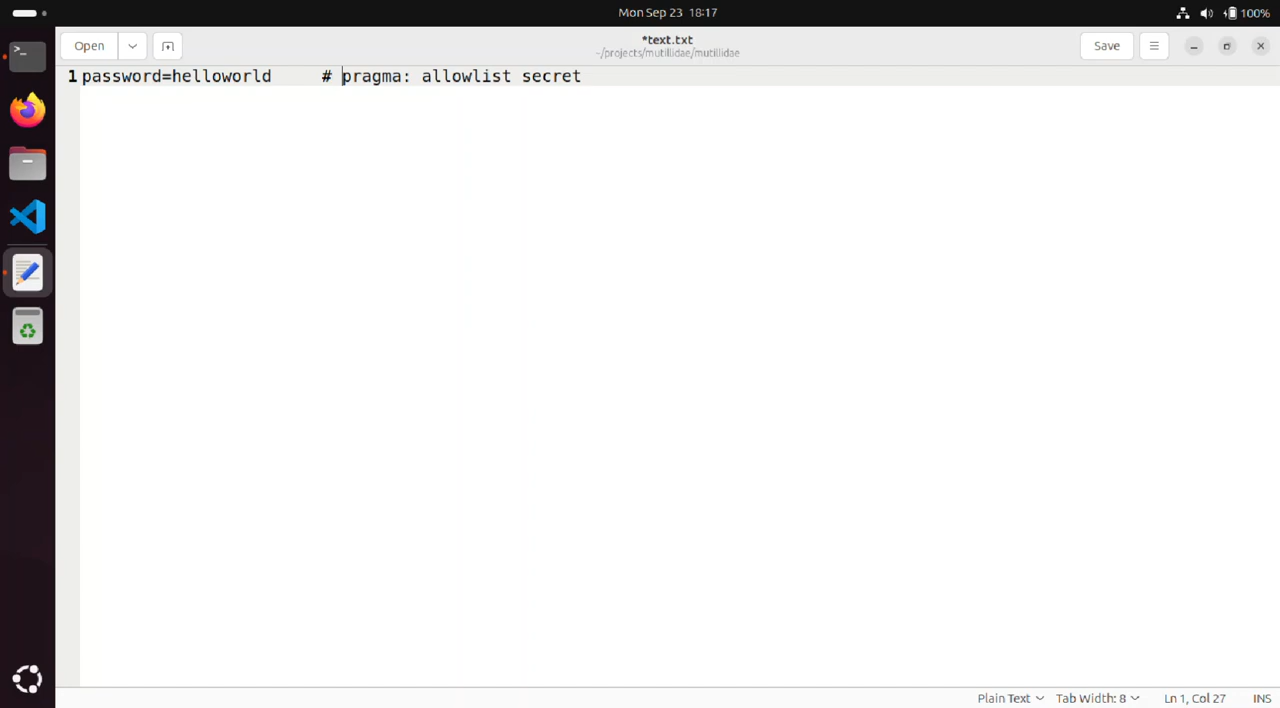 Mon Sep 23 18:17
100%
Open
*text.txt
~/projects/mutillidae/mutillidae
Save
1 password=helloworld     # pragma: allowlist secret
Plain Text
Tab Width: 8
Ln 1, Col 27
INS